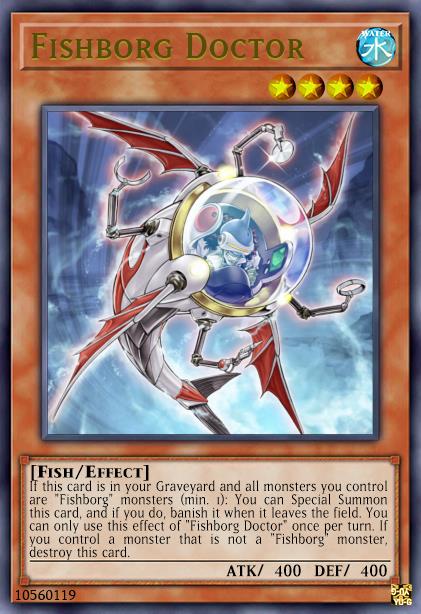 Fishborg Doctor
WATER
水
[Fish/Effect]
If this card is in your Graveyard and all monsters you control
are "Fishborg" monsters (min. 1): You can Special Summon
this card, and if you do, banish it when it leaves the field. You
can only use this effect of "Fishborg Doctor" once per turn. If
you control a monster that is not a "Fishborg" monster,
destroy this card.
ATK/ 400 DEF/ 400
10560119